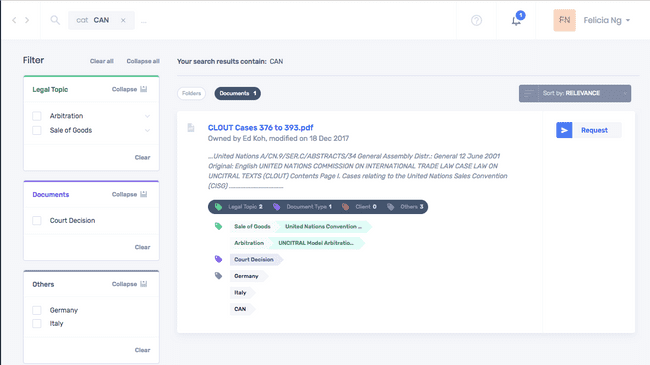 cat CAN × ...
1
FN Felicia Ng
Filter Clear all Collapse all
Legal Topic Collapse
Arbitration
Sale of Goods
Clear
Documents Collapse
Court Decision
Clear
Others Collapse
Germany
Italy
Clear
Your search results contain: CAN
Folders Documents 1
Sort by: RELEVANCE
CLOUT Cases 376 to 393.pdf
Owned by Ed Koh, modified on 18 Dec 2017
Request
...United Nations A/CN.9/SER.C/ABSTRACTS/34 General Assembly Distr.: General 12 June 2001
Original: English UNITED NATIONS COMMISSION ON INTERNATIONAL TRADE LAW CASE LAW ON
UNCITRAL TEXTS (CLOUT) Contents Page I. Cases relating to the United Nations Sales Convention
(CISG) ..............................
Legal Topic 2 Document Type 1 Client 0 Others 3
Sale of Goods United Nations Convention ...
Arbritration UNCITRAL Model Arbitratio...
Court Decision
Germany
Italy
CAN